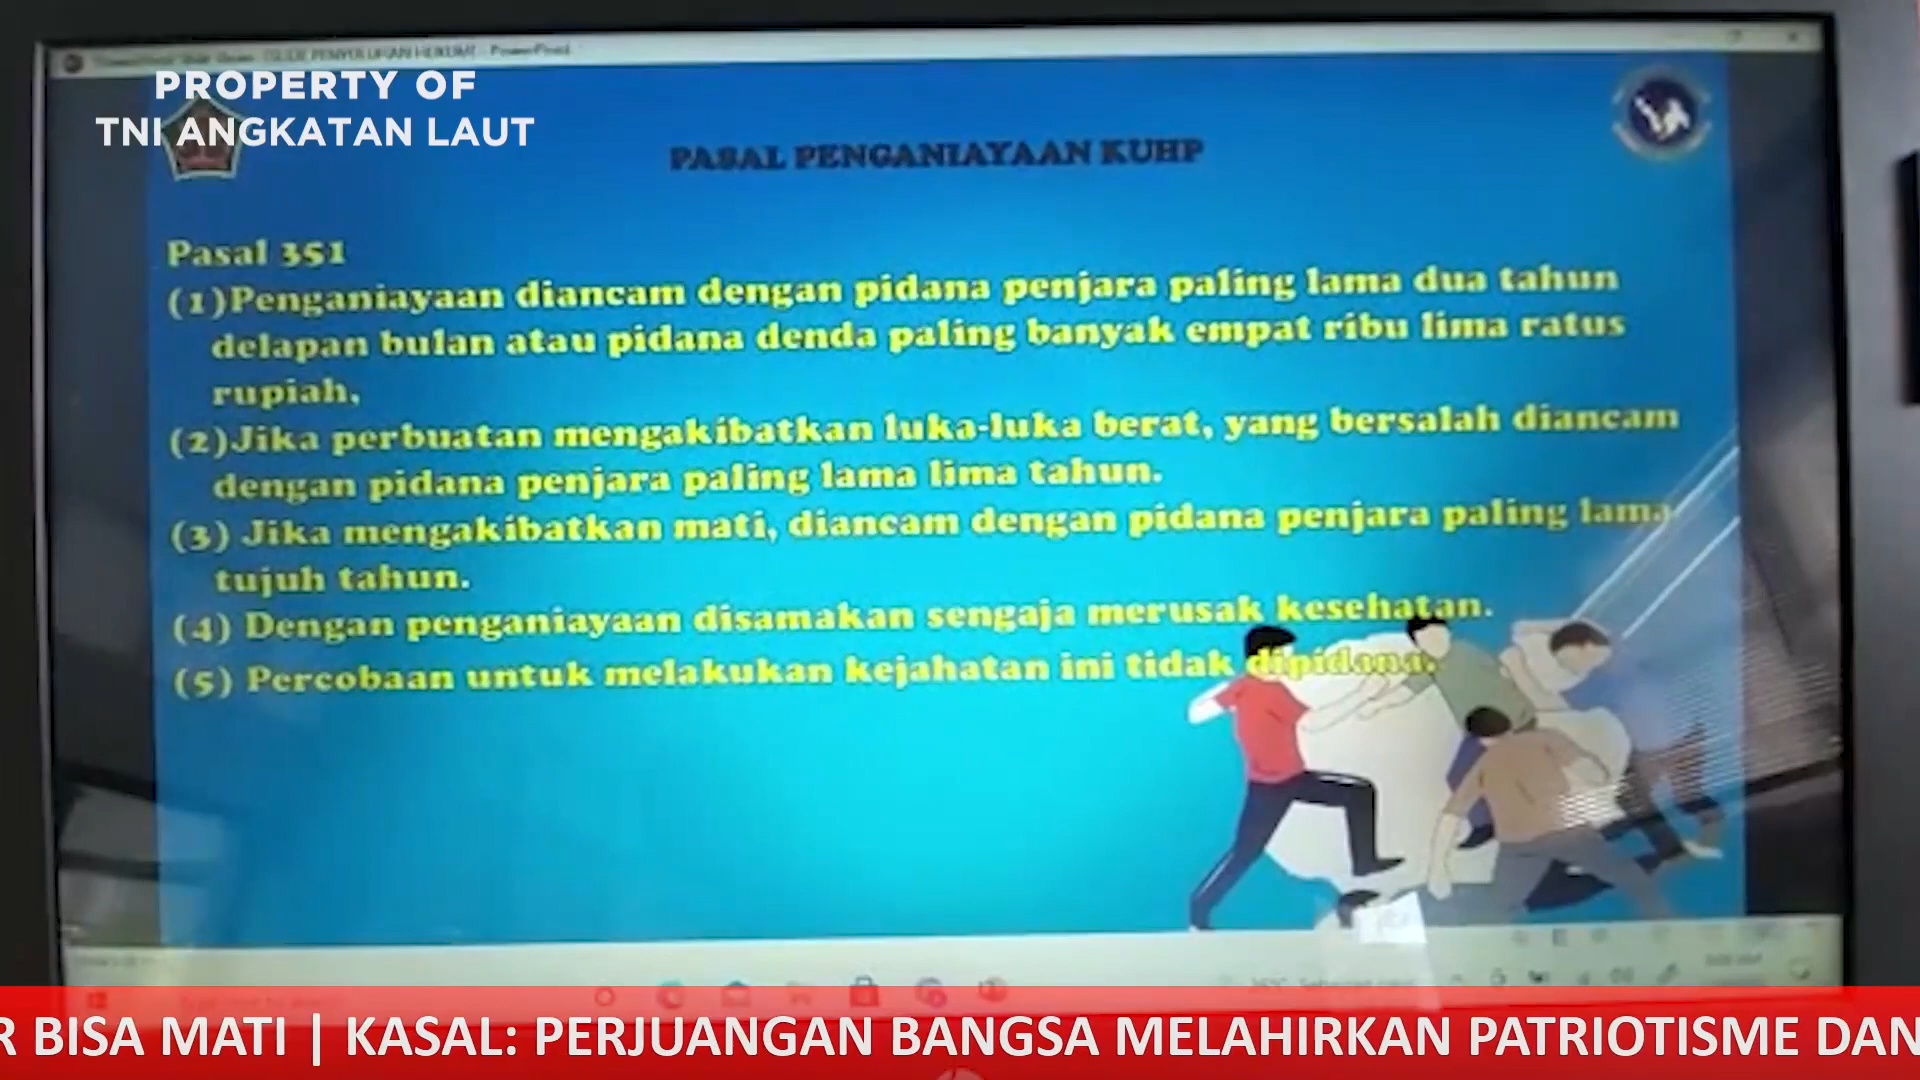 PROPERTY OF
TNI ANGKATAN LAUT
PASAL PENGANIAYAAN KUHP
Pasal 351
(1)Penganiayaan diancam dengan pidana penjara paling lama dua tahun
delapan bulan atau pidana denda paling banyak empat ribu lima ratus
rupiah,
(2)Jika perbuatan mengakibatkan luka-luka berat, yang bersalah diancam
dengan pidana penjara paling lama lima tahun.
(3) Jika mengakibatkan mati, diancam dengan pidana penjara paling lama
tujuh tahun.
(4) Dengan penganiayaan disamakan sengaja merusak kesehatan.
(5) Percobaan untuk melakukan kejahatan ini tidak dipidana.
R BISA MATI | KASAL: PERJUANGAN BANGSA MELAHIRKAN PATRIOTISME DAN